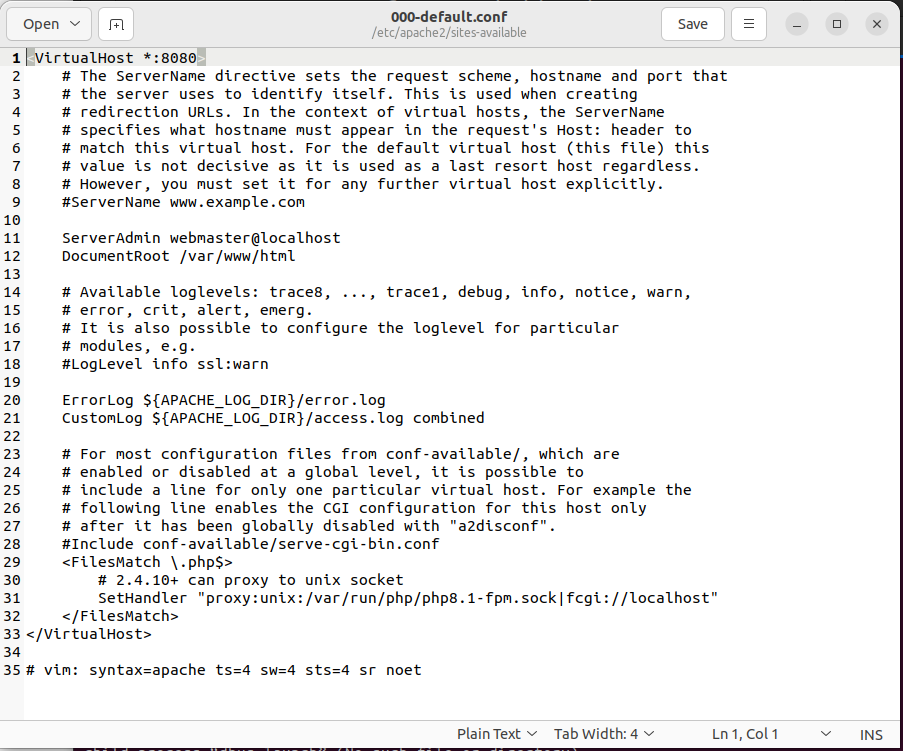 Open
000-default.conf
/etc/apache2/sites-available
Save
1 <VirtualHost *:8080>
2     # The ServerName directive sets the request scheme, hostname and port that
3     # the server uses to identify itself. This is used when creating
4     # redirection URLs. In the context of virtual hosts, the ServerName
5     # specifies what hostname must appear in the request's Host: header to
6     # match this virtual host. For the default virtual host (this file) this
7     # value is not decisive as it is used as a last resort host regardless.
8     # However, you must set it for any further virtual host explicitly.
9     #ServerName www.example.com
10
11     ServerAdmin webmaster@localhost
12     DocumentRoot /var/www/html
13
14     # Available loglevels: trace8, ..., trace1, debug, info, notice, warn,
15     # error, crit, alert, emerg.
16     # It is also possible to configure the loglevel for particular
17     # modules, e.g.
18     #LogLevel info ssl:warn
19
20     ErrorLog ${APACHE_LOG_DIR}/error.log
21     CustomLog ${APACHE_LOG_DIR}/access.log combined
22
23     # For most configuration files from conf-available/, which are
24     # enabled or disabled at a global level, it is possible to
25     # include a line for only one particular virtual host. For example the
26     # following line enables the CGI configuration for this host only
27     # after it has been globally disabled with "a2disconf".
28     #Include conf-available/serve-cgi-bin.conf
29     <FilesMatch \.php$>
30         # 2.4.10+ can proxy to unix socket
31         SetHandler "proxy:unix:/var/run/php/php8.1-fpm.sock|fcgi://localhost"
32     </FilesMatch>
33 </VirtualHost>
34
35 # vim: syntax=apache ts=4 sw=4 sts=4 sr noet
Plain Text Tab Width: 4 Ln 1, Col 1 INS